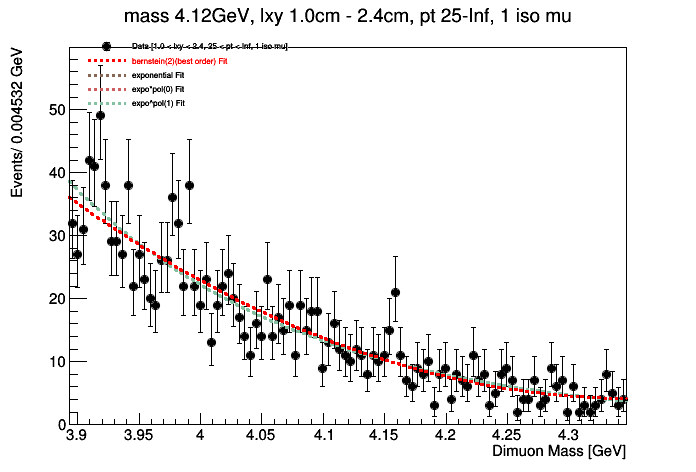 mass 4.12GeV, lxy 1.0cm - 2.4cm, pt 25-Inf, 1 iso mu
Data [1.0 < lxy < 2.4, 25 < pt < Inf, 1 iso mu]
bernstein(2)(best order) Fit
exponential Fit
expo*pol(0) Fit
expo^pol(1) Fit
Events/ 0.004532 GeV
50
40
30
20
10
0
3.9 3.95 4 4.05 4.1 4.15 4.2 4.25 4.3
Dimuon Mass [GeV]